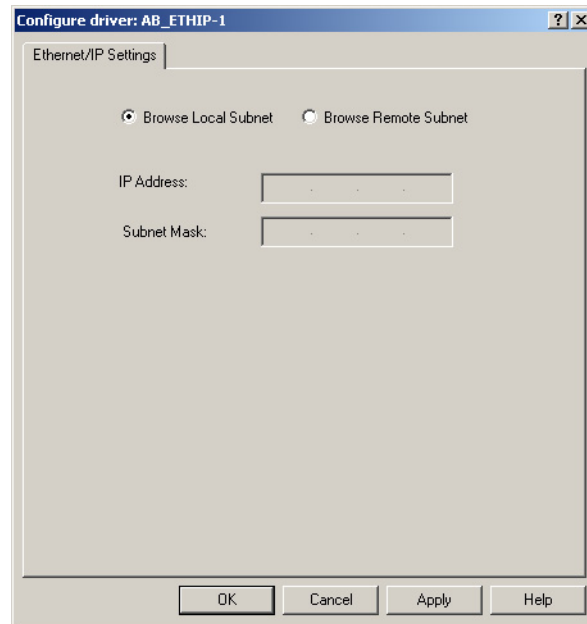 Configure driver: AB_ETHIP-1
Ethernet/IP Settings
Browse Local Subnet Browse Remote Subnet
IP Address:
Subnet Mask:
OK Cancel Apply Help